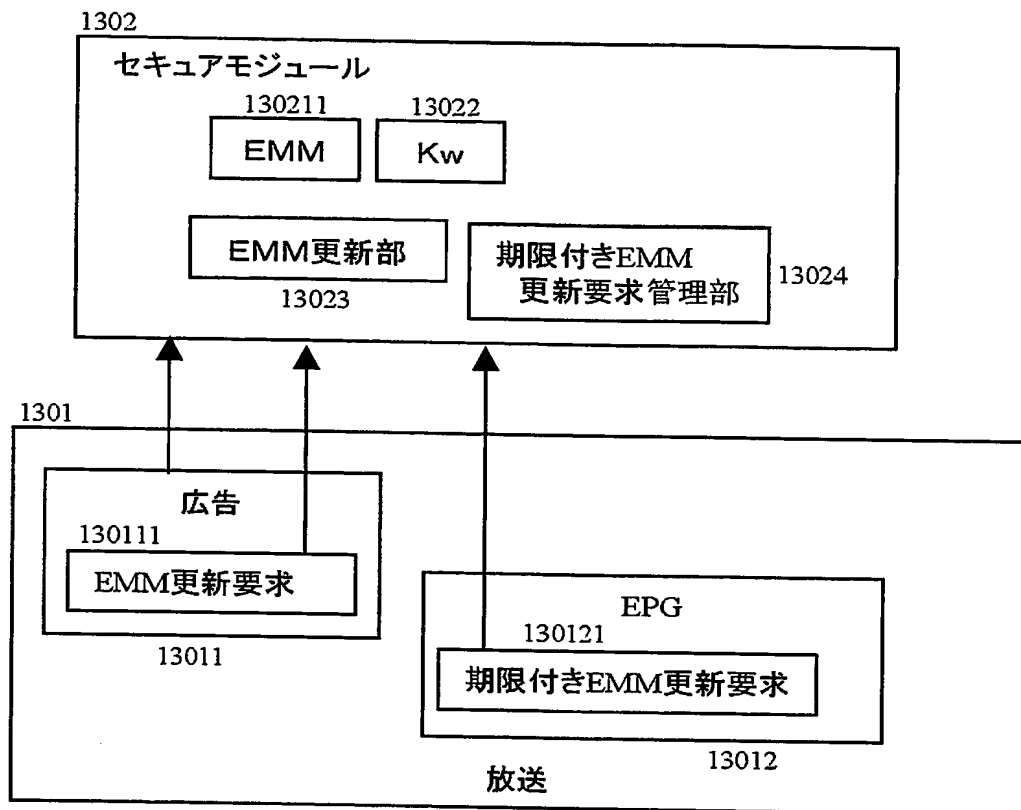 1302
セキュアモジュール
130211
13022
EMM
Kw
EMM更新部
13023
期限付きEMM
更新要求管理部
13024
1301
広告
130111
EMM更新要求
13011
EPG
130121
期限付きEMM更新要求
13012
放送